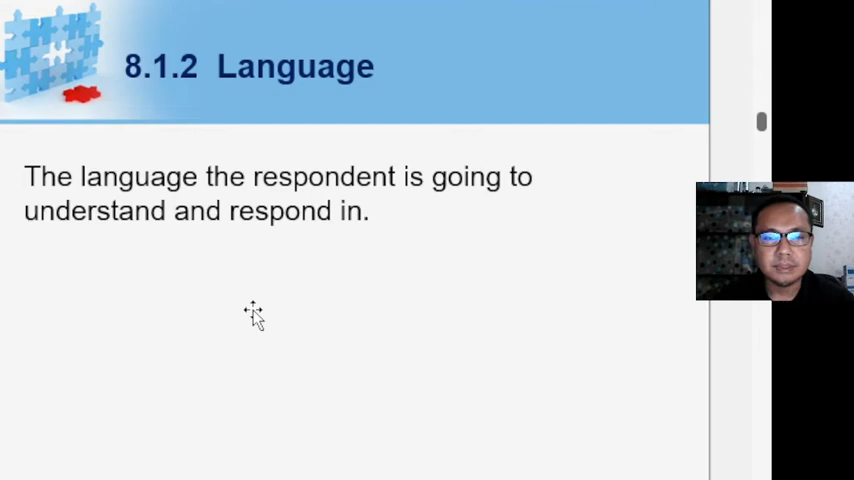 8.1.2 Language
The language the respondent is going to
understand and respond in.